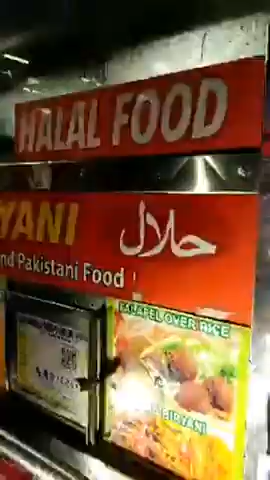 HALAL FOOD
YANI
حلال
nd Pakistani Food
FALAFEL OVER RICE
BIRYANI